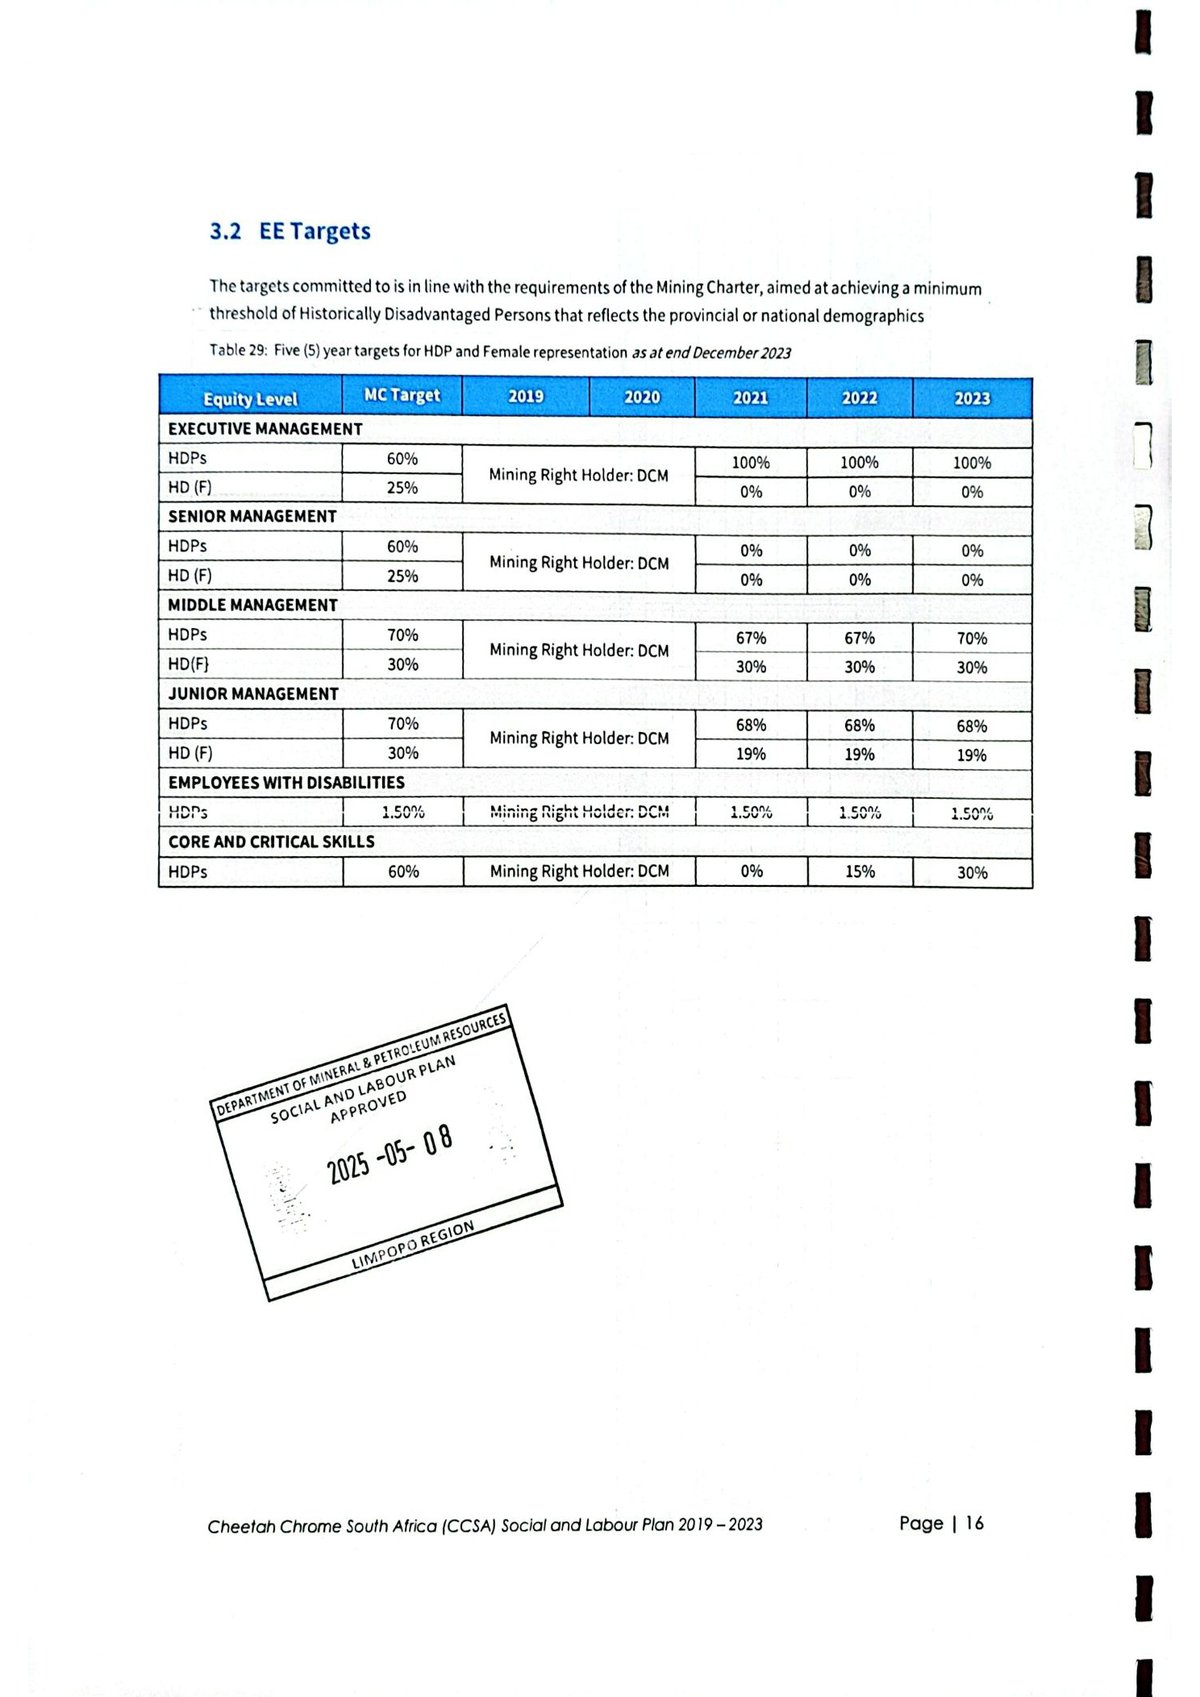 3.2 EE Targets
The targets committed to is in line with the requirements of the Mining Charter, aimed at achieving a minimum
threshold of Historically Disadvantaged Persons that reflects the provincial or national demographics
Table 29: Five (5) year targets for HDP and Female representation as at end December 2023
Equity Level MC Target 2019 2020 2021 2022 2023
EXECUTIVE MANAGEMENT
HDPs 60% Mining Right Holder: DCM 100% 100% 100%
HD (F) 25% 0% 0% 0%
SENIOR MANAGEMENT
HDPs 60% Mining Right Holder: DCM 0% 0% 0%
HD (F) 25% 0% 0% 0%
MIDDLE MANAGEMENT
HDPs 70% Mining Right Holder: DCM 67% 67% 70%
HD(F} 30% 30% 30% 30%
JUNIOR MANAGEMENT
HDPs 70% Mining Right Holder: DCM 68% 68% 68%
HD (F) 30% 19% 19% 19%
EMPLOYEES WITH DISABILITIES
HDPs 1.50% Mining Right Holder: DCM 1.50% 1.50% 1.50%
CORE AND CRITICAL SKILLS
HDPs 60% Mining Right Holder: DCM 0% 15% 30%
DEPARTMENT OF MINERAL & PETROLEUM RESOURCES
SOCIAL AND LABOUR PLAN
APPROVED
2025 -05- 08
LIMPOPO REGION
Cheetah Chrome South Africa (CCSA) Social and Labour Plan 2019 – 2023 Page | 16